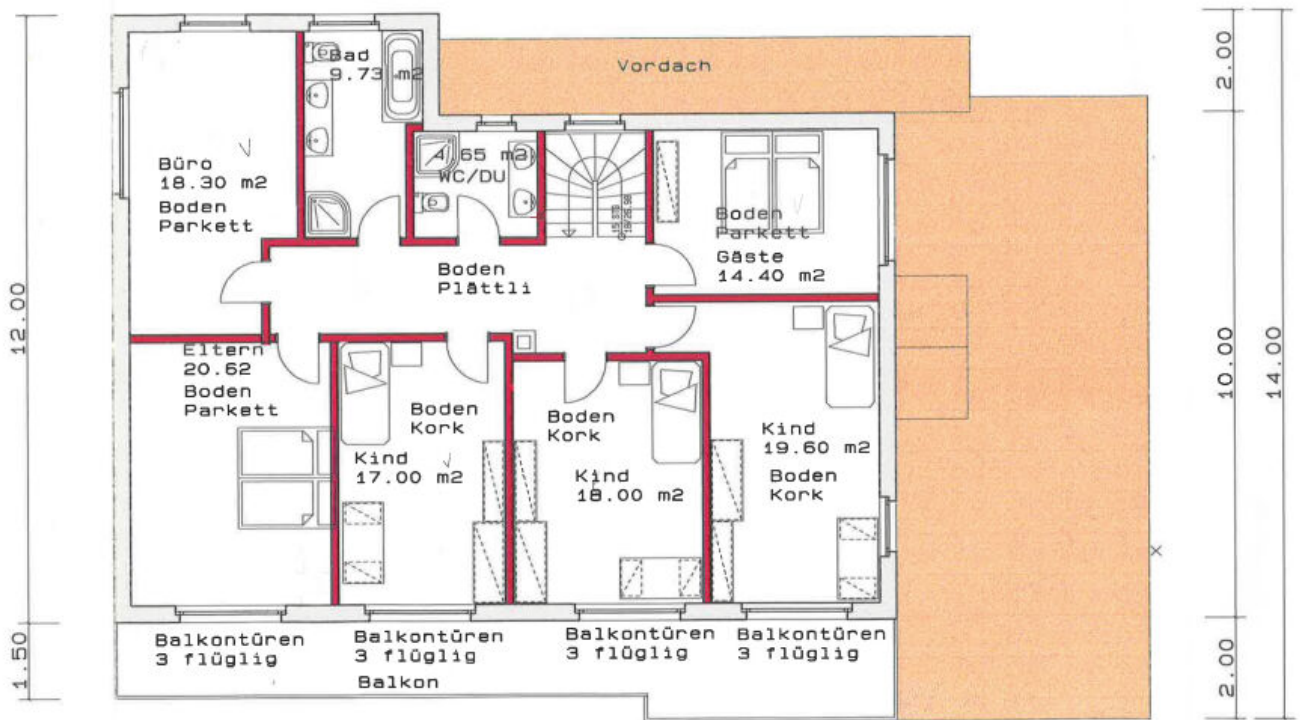 Vordach
Bad
9.73 m2
Büro
18.30 m2
Boden
Parkett
4.65 m2
WC/DU
Boden
Parkett
Gäste
14.40 m2
Boden
Plättli
Eltern
20.62
Boden
Parkett
Boden
Kork
Kind
17.00 m2
Boden
Kork
Kind
18.00 m2
Kind
19.60 m2
Boden
Kork
Balkontüren
3 flüglig
Balkontüren
3 flüglig
Balkontüren
3 flüglig
Balkontüren
3 flüglig
Balkon
12.00
1.50
2.00
10.00
14.00
2.00